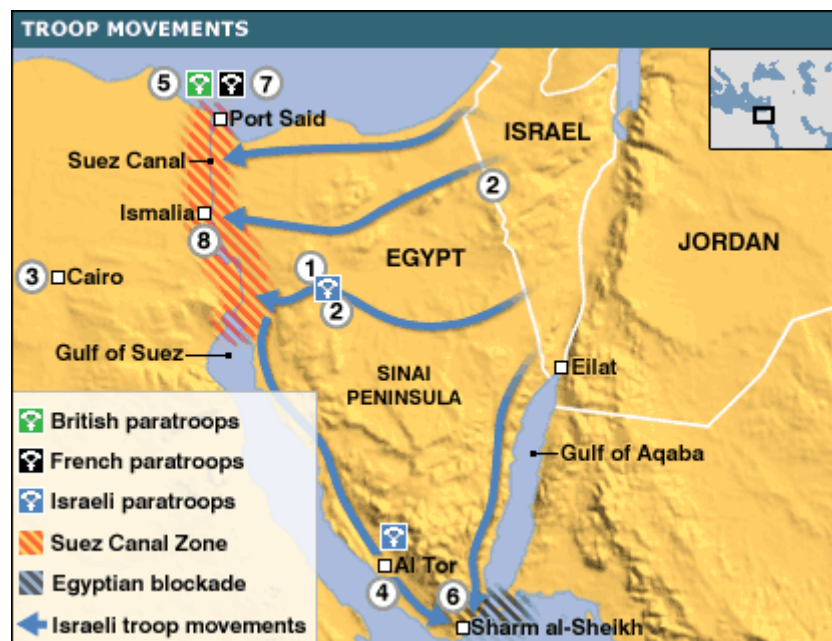 TROOP MOVEMENTS
5
7
Port Said
ISRAEL
Suez Canal
2
Ismalia
8
EGYPT
JORDAN
1
3
Cairo
2
Gulf of Suez
SINAI
PENINSULA
Eilat
British paratroops
French paratroops
Gulf of Aqaba
Israeli paratroops
Suez Canal Zone
Al Tor
Egyptian blockade
4
6
Israeli troop movements
Sharm al-Sheikh